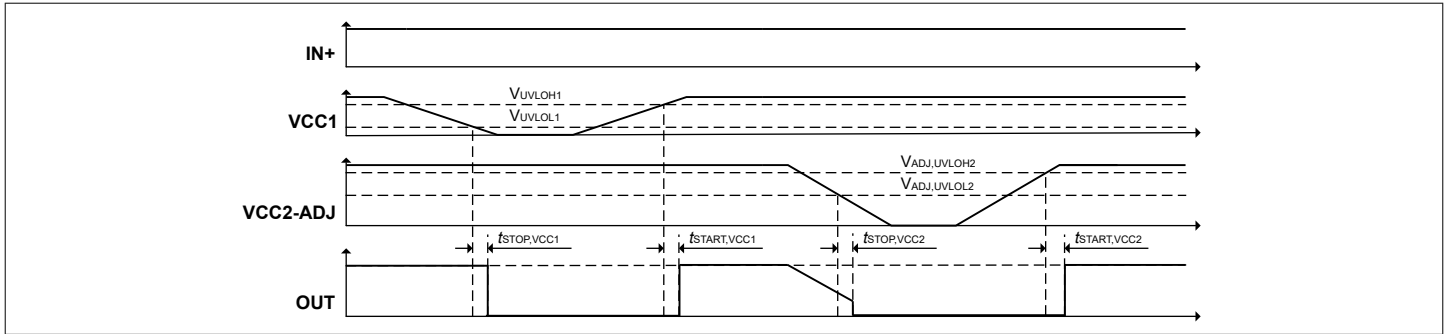 IN+
VUVLOH1
VUVLOL1
VCC1
VADJ,UVLOH2
VADJ,UVLOL2
VCC2-ADJ
tSTOP,VCC1 tSTART,VCC1 tSTOP,VCC2 tSTART,VCC2
OUT